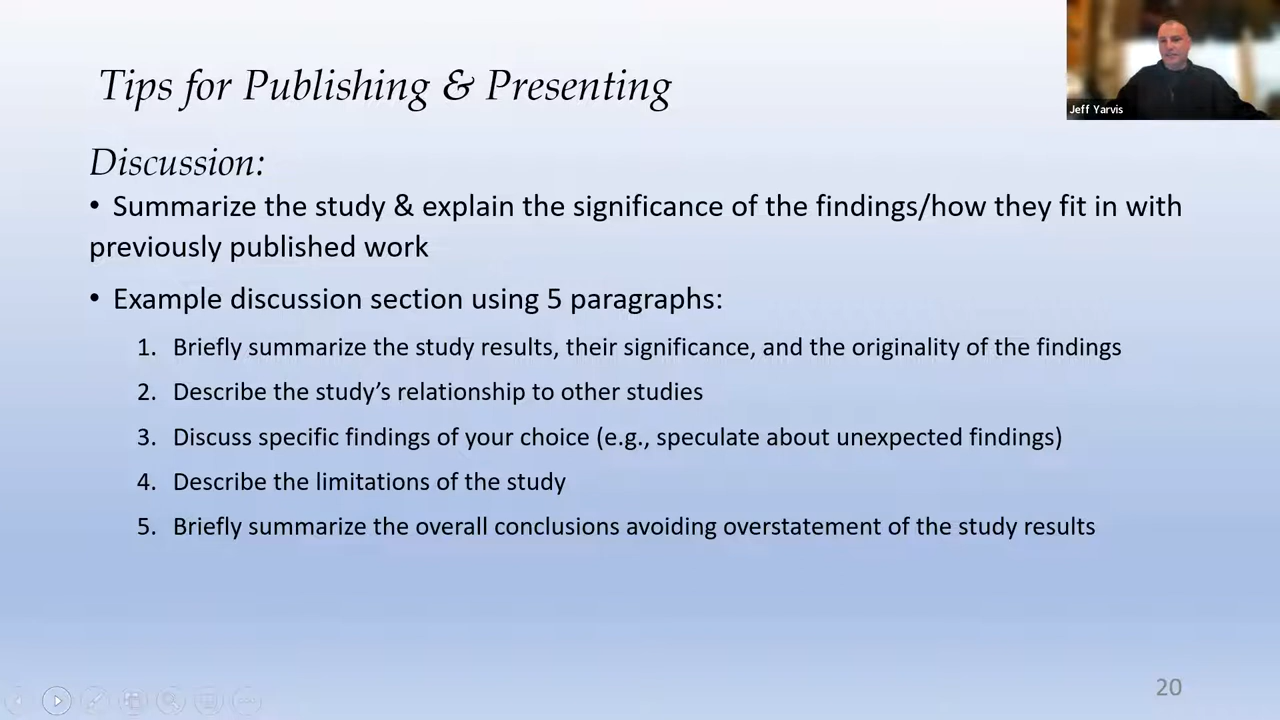 Tips for Publishing & Presenting
Jeff Yarvis
Discussion:
• Summarize the study & explain the significance of the findings/how they fit in with
previously published work
• Example discussion section using 5 paragraphs:
1. Briefly summarize the study results, their significance, and the originality of the findings
2. Describe the study’s relationship to other studies
3. Discuss specific findings of your choice (e.g., speculate about unexpected findings)
4. Describe the limitations of the study
5. Briefly summarize the overall conclusions avoiding overstatement of the study results
20